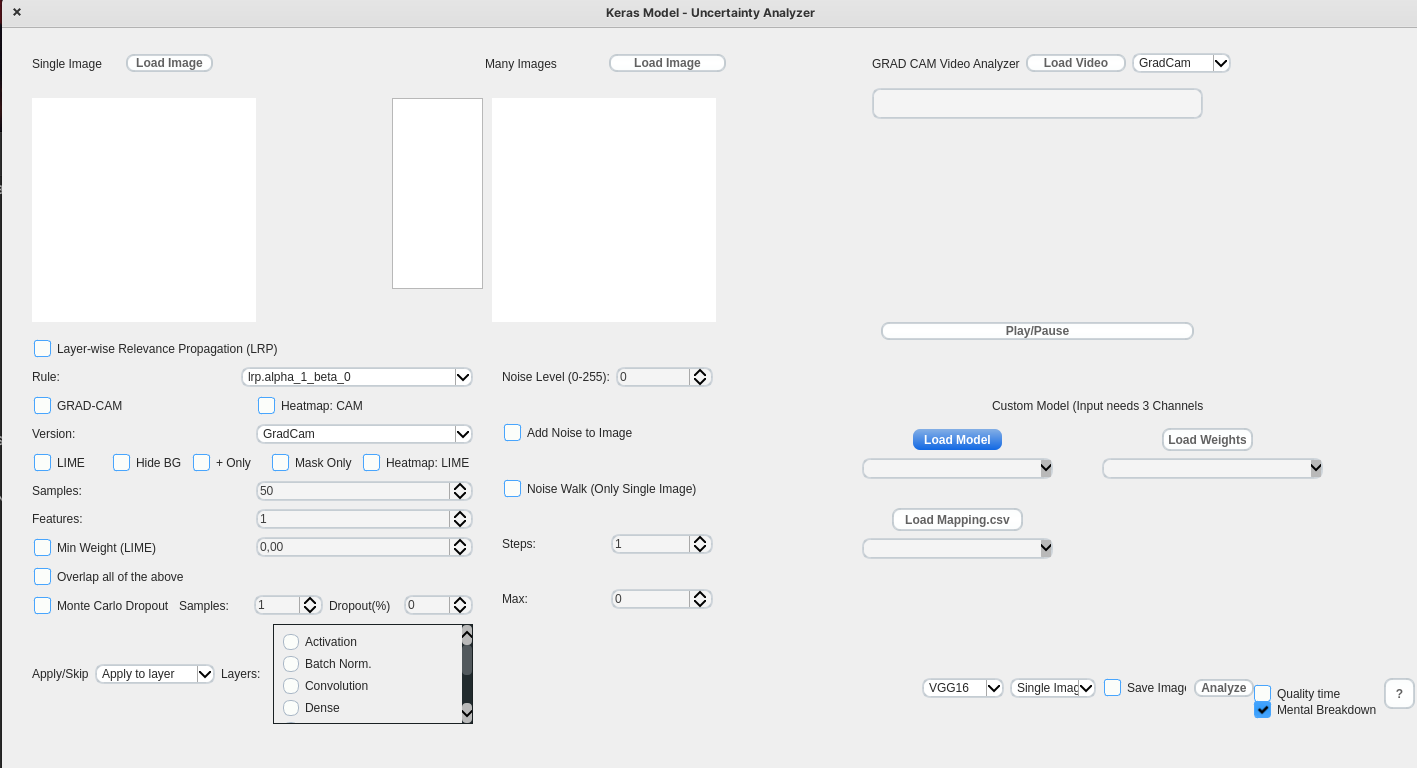 Keras Model - Uncertainty Analyzer
Single Image Load Image
Many Images Load Image
GRAD CAM Video Analyzer Load Video GradCam
Play/Pause
Layer-wise Relevance Propagation (LRP)
Rule: lrp.alpha_1_beta_0
GRAD-CAM Heatmap: CAM
Version: GradCam
LIME Hide BG + Only Mask Only Heatmap: LIME
Samples: 50
Features: 1
Min Weight (LIME) 0,00
Overlap all of the above
Monte Carlo Dropout Samples: 1 Dropout(%) 0
Apply/Skip Apply to layer Layers:
Activation
Batch Norm.
Convolution
Dense
Noise Level (0-255): 0
Add Noise to Image
Noise Walk (Only Single Image)
Steps: 1
Max: 0
Custom Model (Input needs 3 Channels
Load Model Load Weights
Load Mapping.csv
VGG16 Single Imag Save Image Analyze
Quality time
Mental Breakdown
?